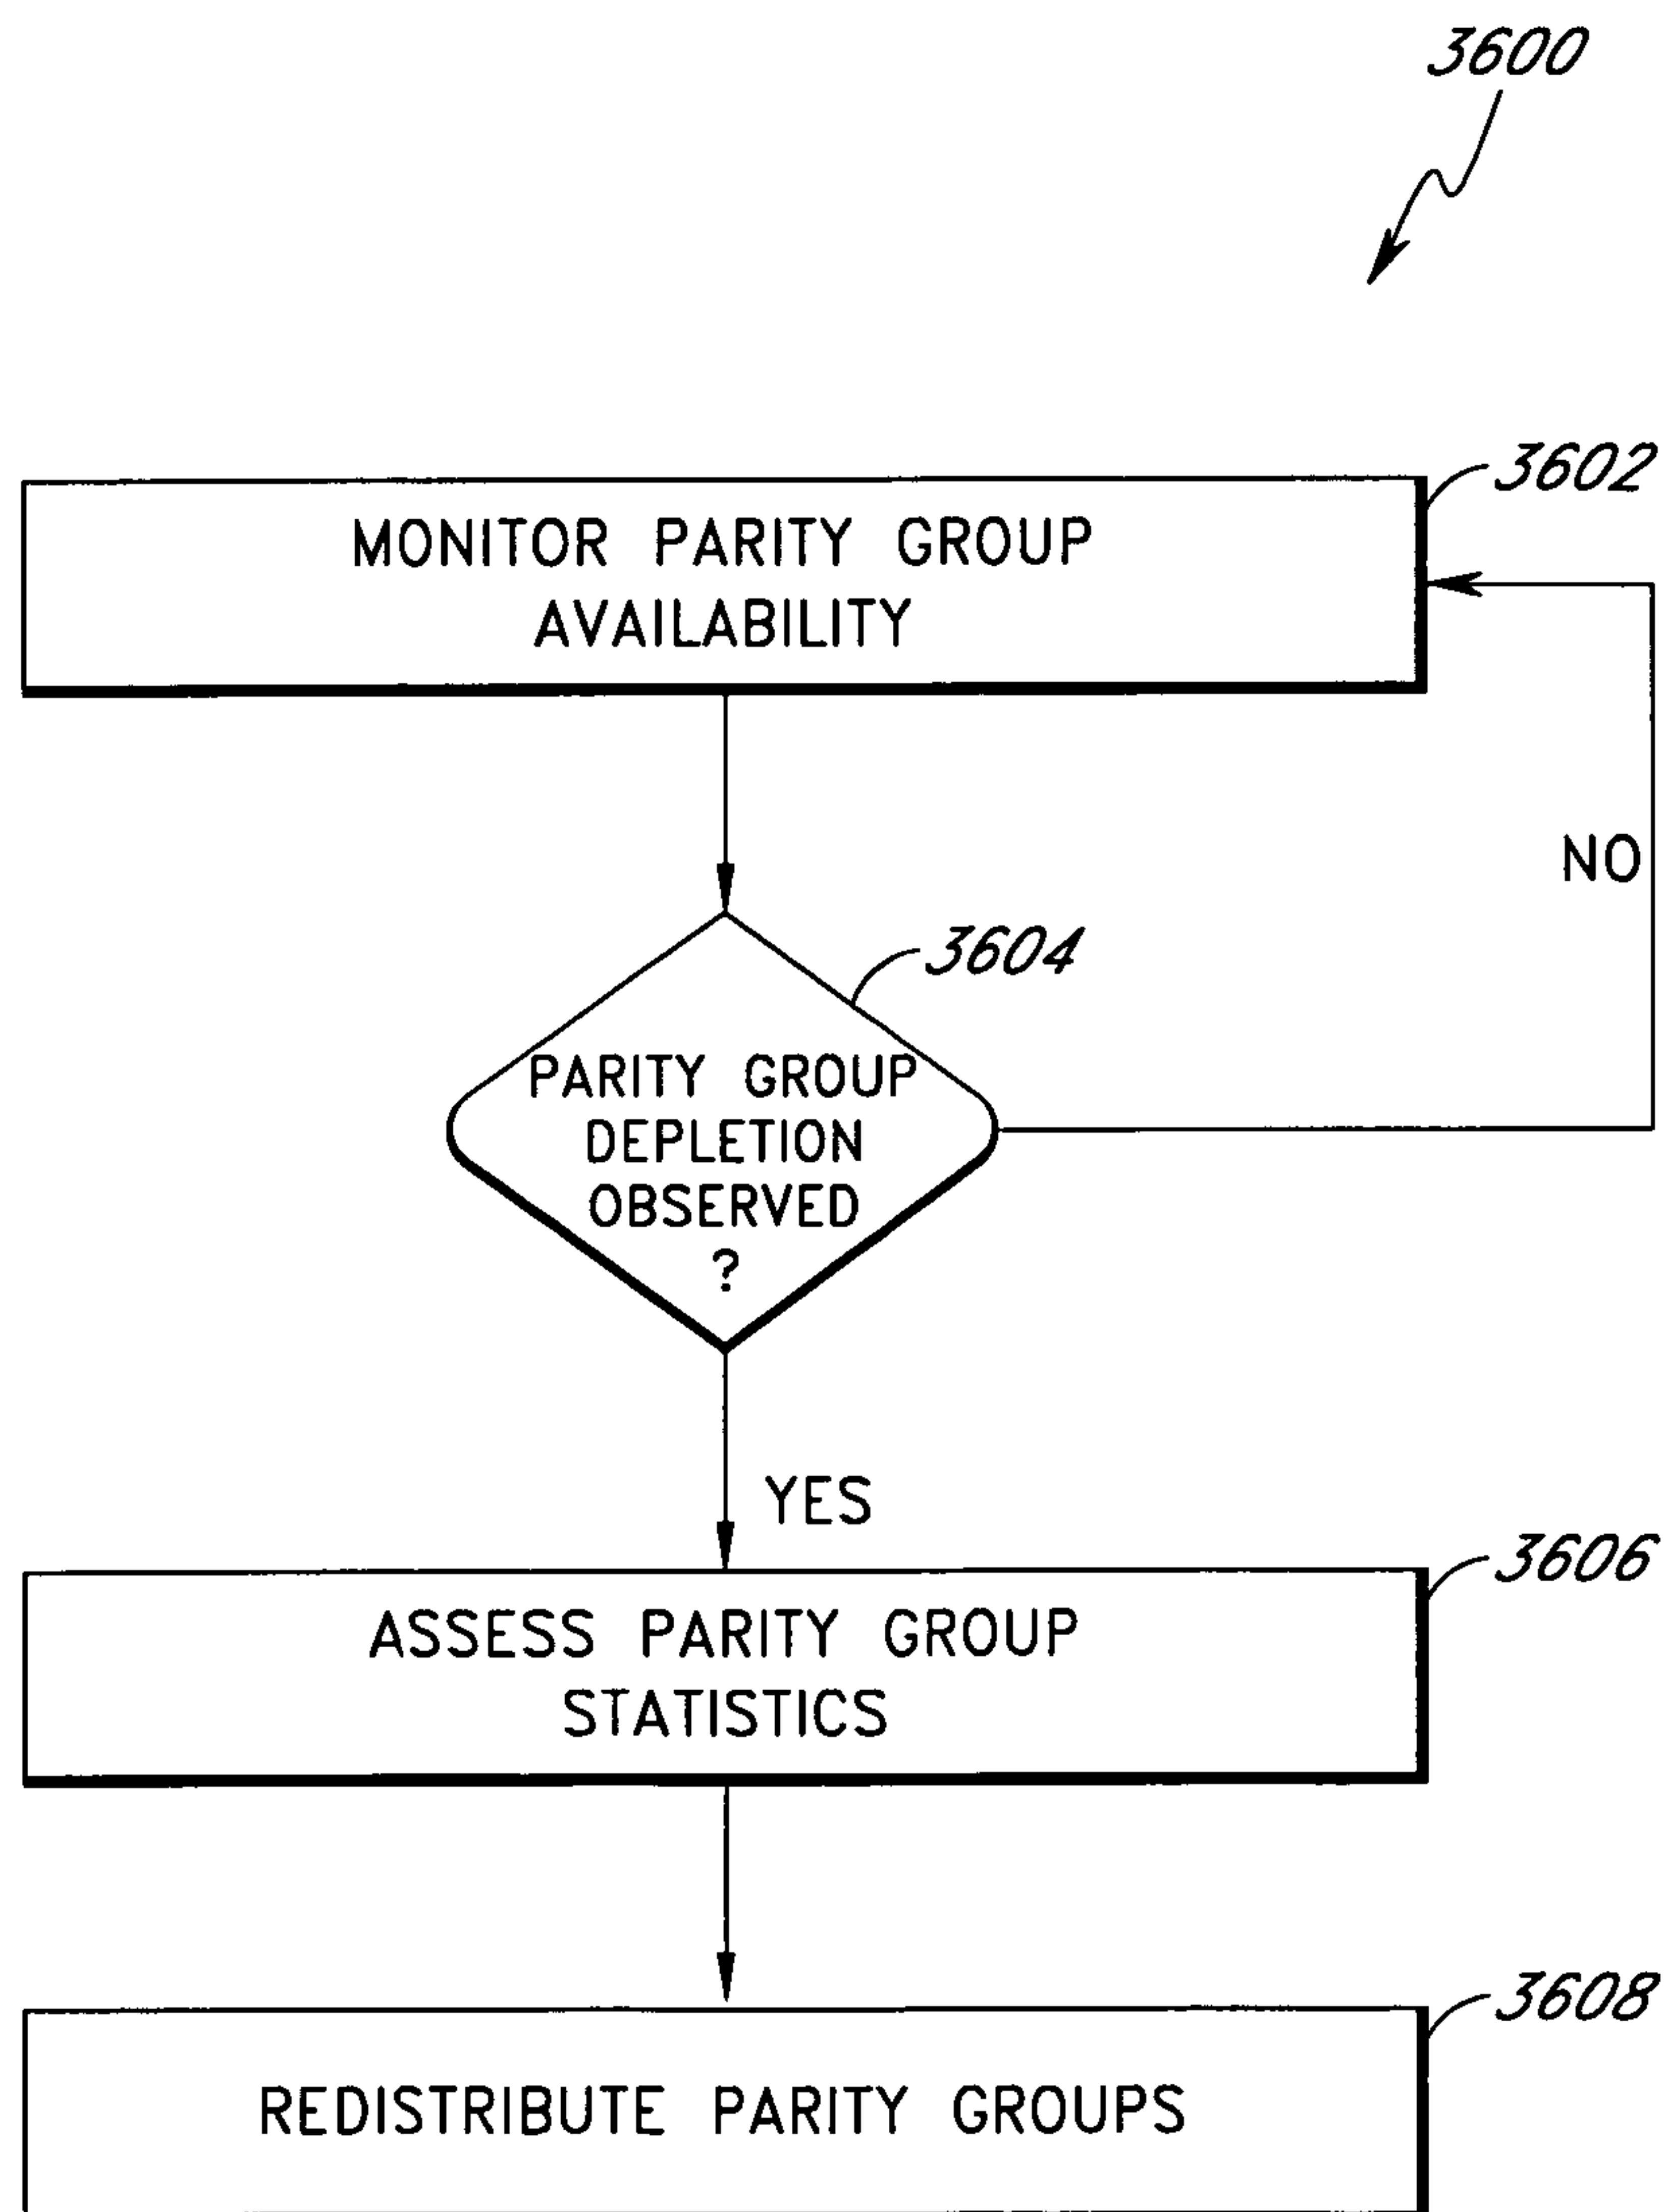 3600
3602
MONITOR PARITY GROUP
AVAILABILITY
NO
3604
PARITY GROUP
DEPLETION
OBSERVED
?
YES
3606
ASSESS PARITY GROUP
STATISTICS
3608
REDISTRIBUTE PARITY GROUPS